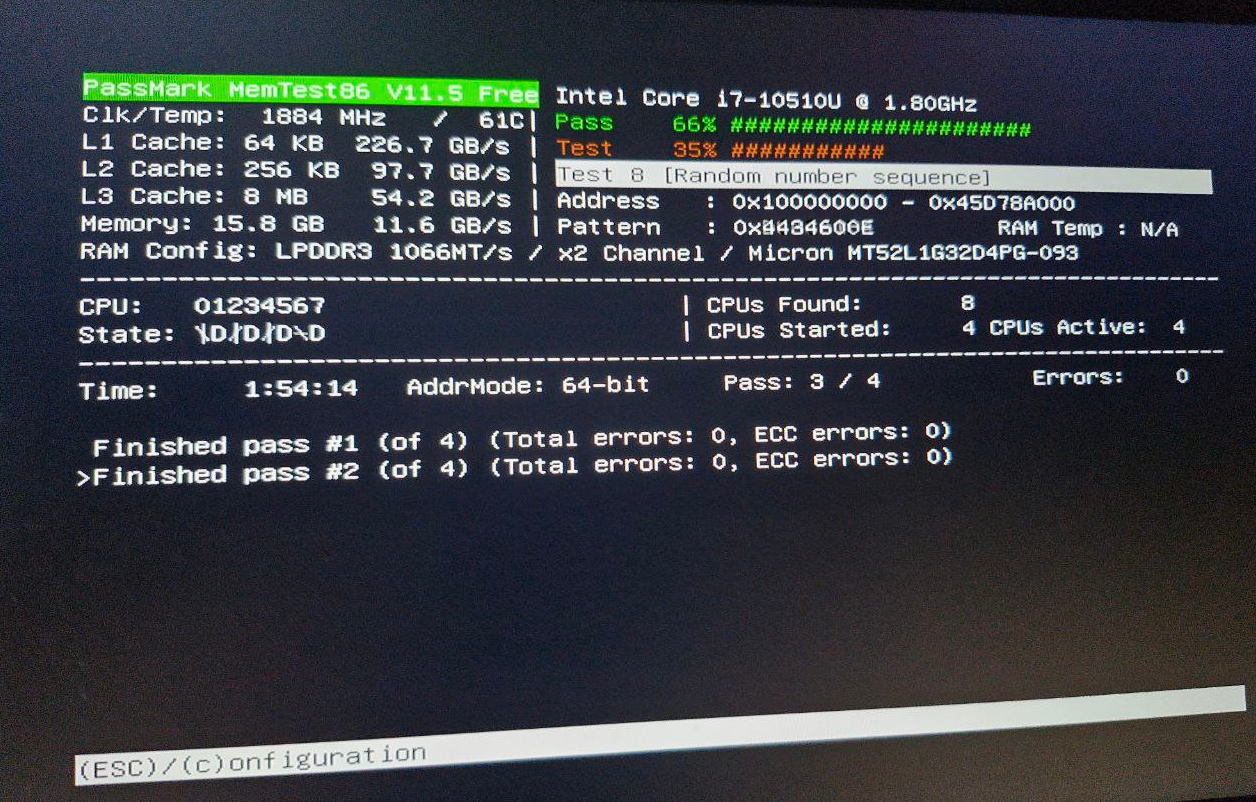 PassMark MemTest86 V11.5 Free Intel Core i7-10510U @ 1.80GHz
Clk/Temp: 1884 MHz / 61C| Pass 66% #######################
L1 Cache: 64 KB 226.7 GB/s | Test 35% ############
L2 Cache: 256 KB 97.7 GB/s | Test 8 [Random number sequence]
L3 Cache: 8 MB 54.2 GB/s | Address : 0x100000000 - 0x45D78A000
Memory: 15.8 GB 11.6 GB/s | Pattern : RAM Temp : N/A
RAM Config: LPDDR3 1066MT/s / x2 Channel / Micron MT52L1G32D4PG-093
CPU: 01234567 | CPUs Found: 8
State: | CPUs Started: 4 CPUs Active: 4
Time: 1:54:14 AddrMode: 64-bit Pass: 3 / 4 Errors: 0
Finished pass #1 (of 4) (Total errors: 0, ECC errors: 0)
>Finished pass #2 (of 4) (Total errors: 0, ECC errors: 0)
(ESC)/(c)onfiguration